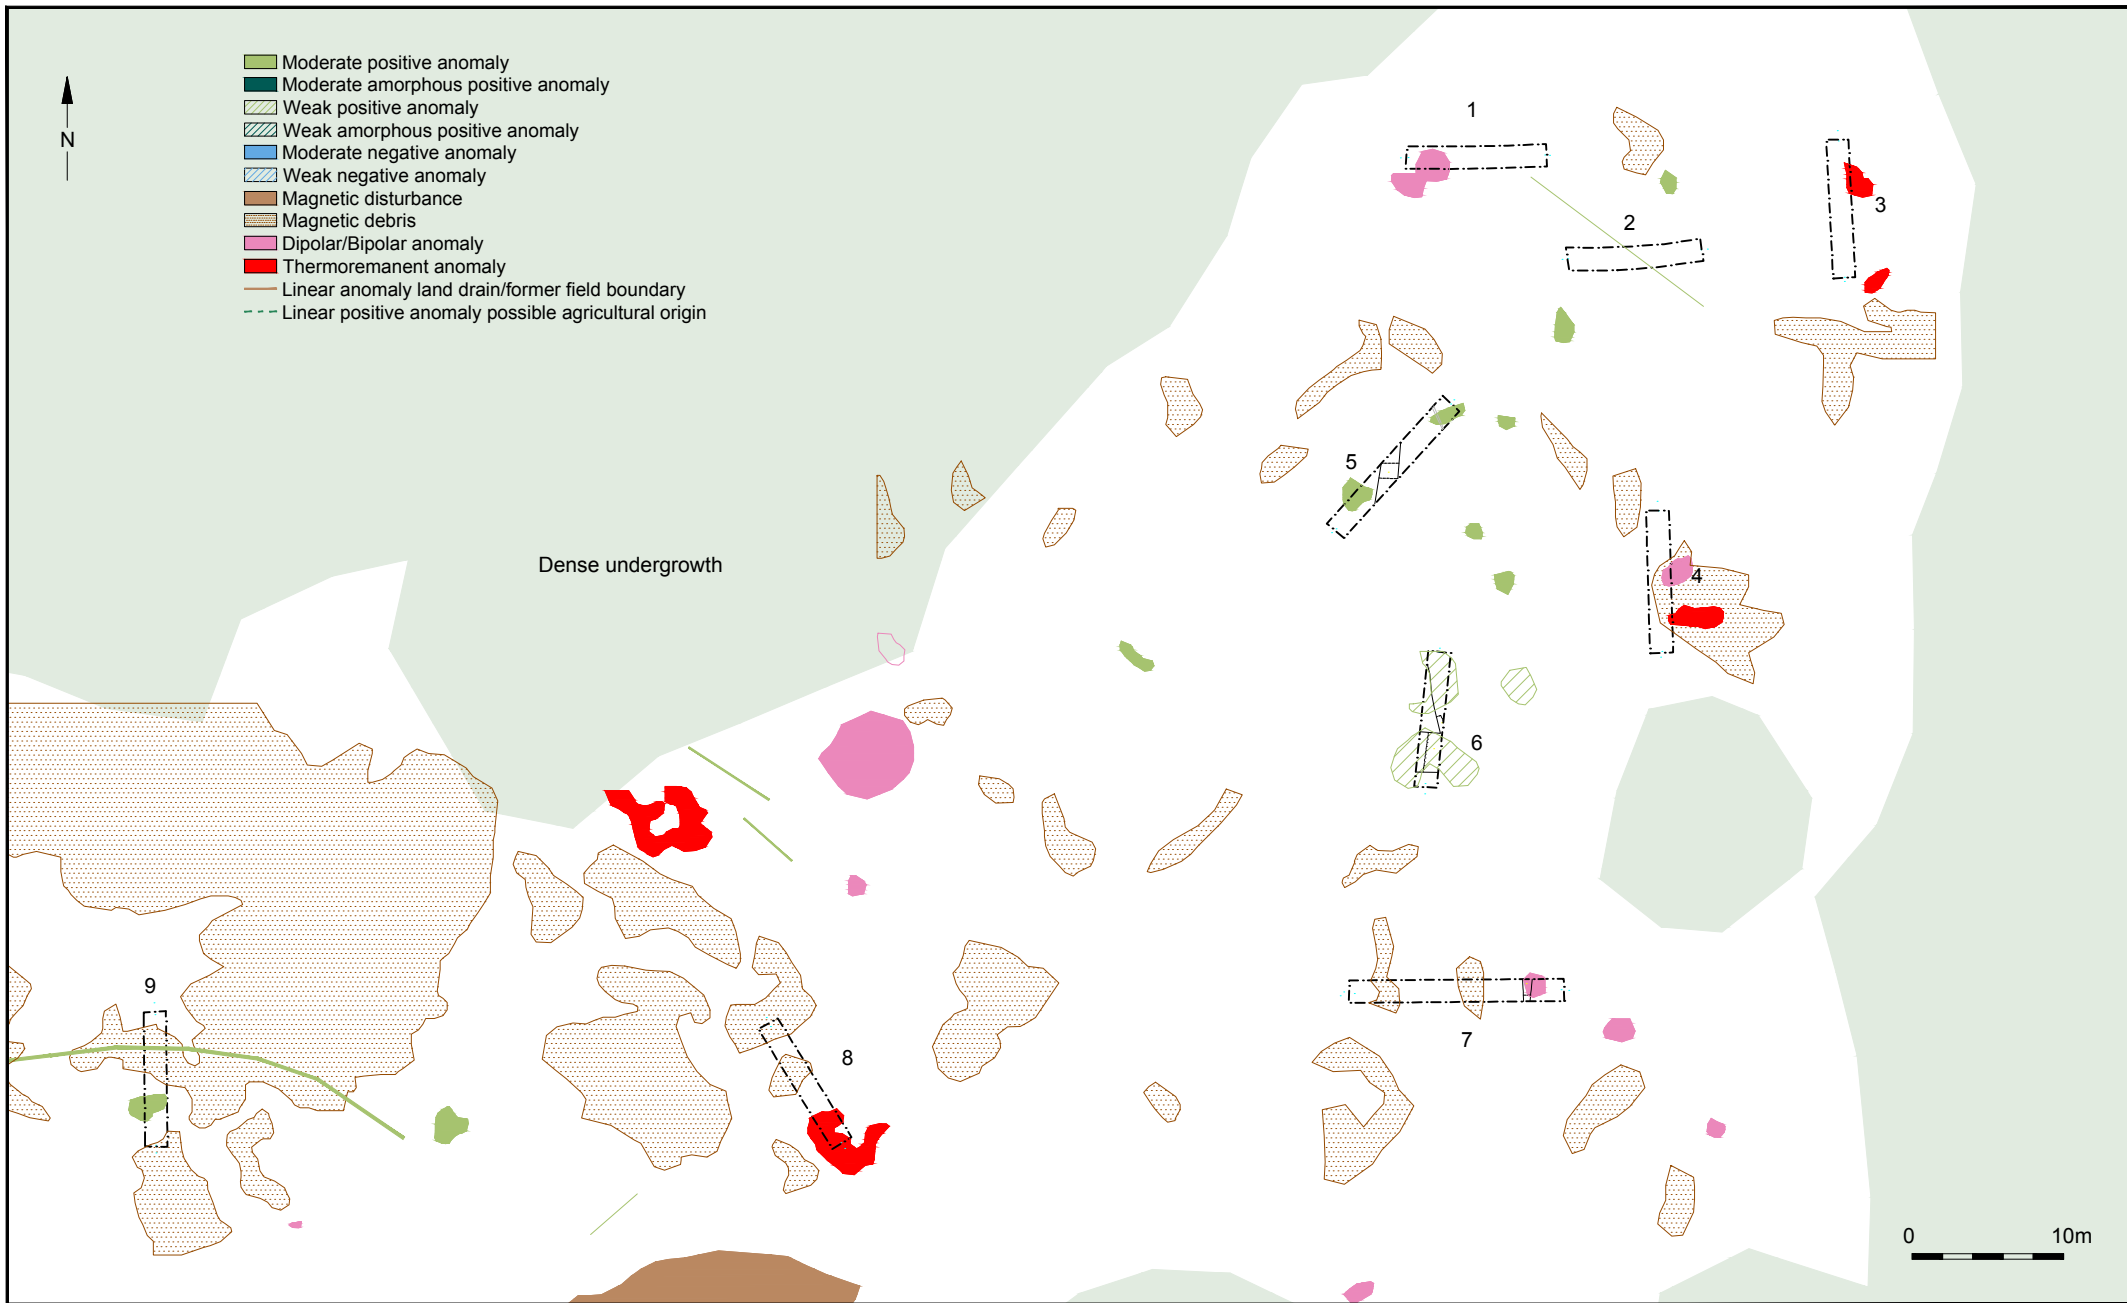 Moderate positive anomaly
Moderate amorphous positive anomaly
Weak positive anomaly
Weak amorphous positive anomaly
Moderate negative anomaly
Weak negative anomaly
Magnetic disturbance
Magnetic debris
Dipolar/Bipolar anomaly
Thermoremanent anomaly
Linear anomaly land drain/former field boundary
Linear positive anomaly possible agricultural origin
N
1
2
3
5
Dense undergrowth
4
6
9
7
8
0 10m